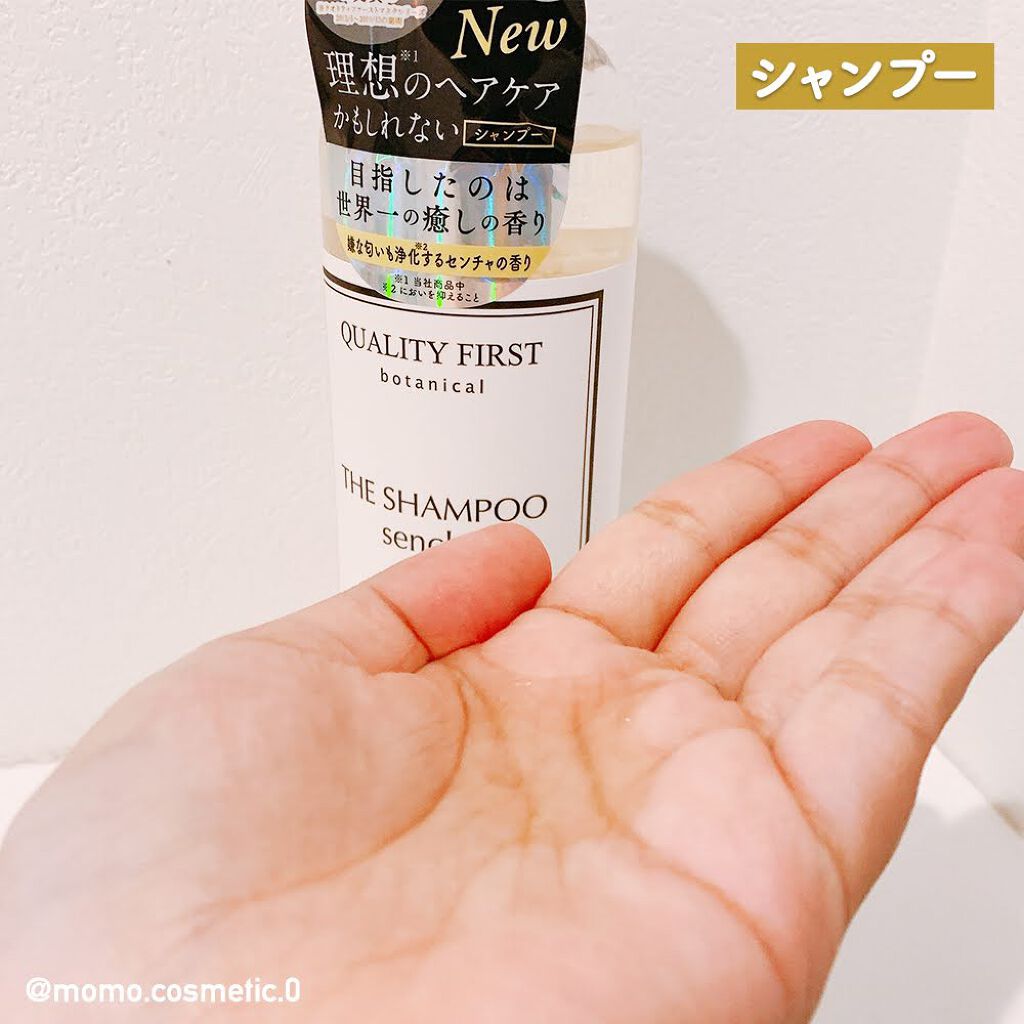 New
理想※1のヘアケア
かもしれない シャンプー
目指したのは
世界一の癒しの香り
嫌な匂いも浄化※2するセンチャの香り
※1 当社商品中
※2 においを抑えること
QUALITY FIRST
botanical
THE SHAMPOO
シャンプー
@momo.cosmetic.0